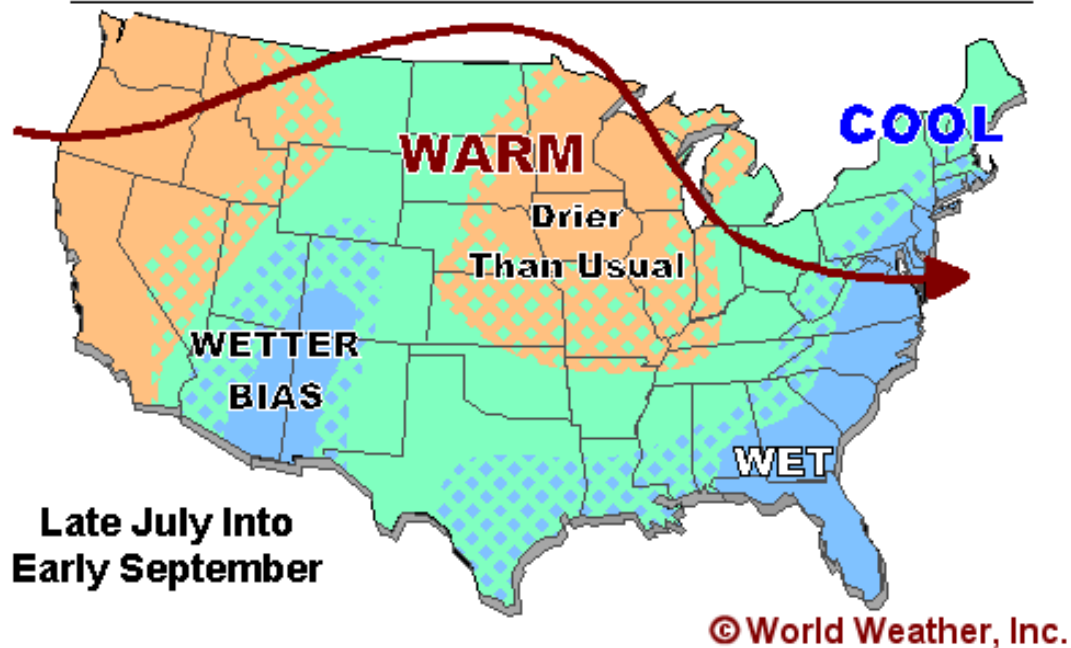 COOL
WARM
Drier
Than Usual
WETTER
BIAS
WET
Late July Into
Early September
© World Weather, Inc.